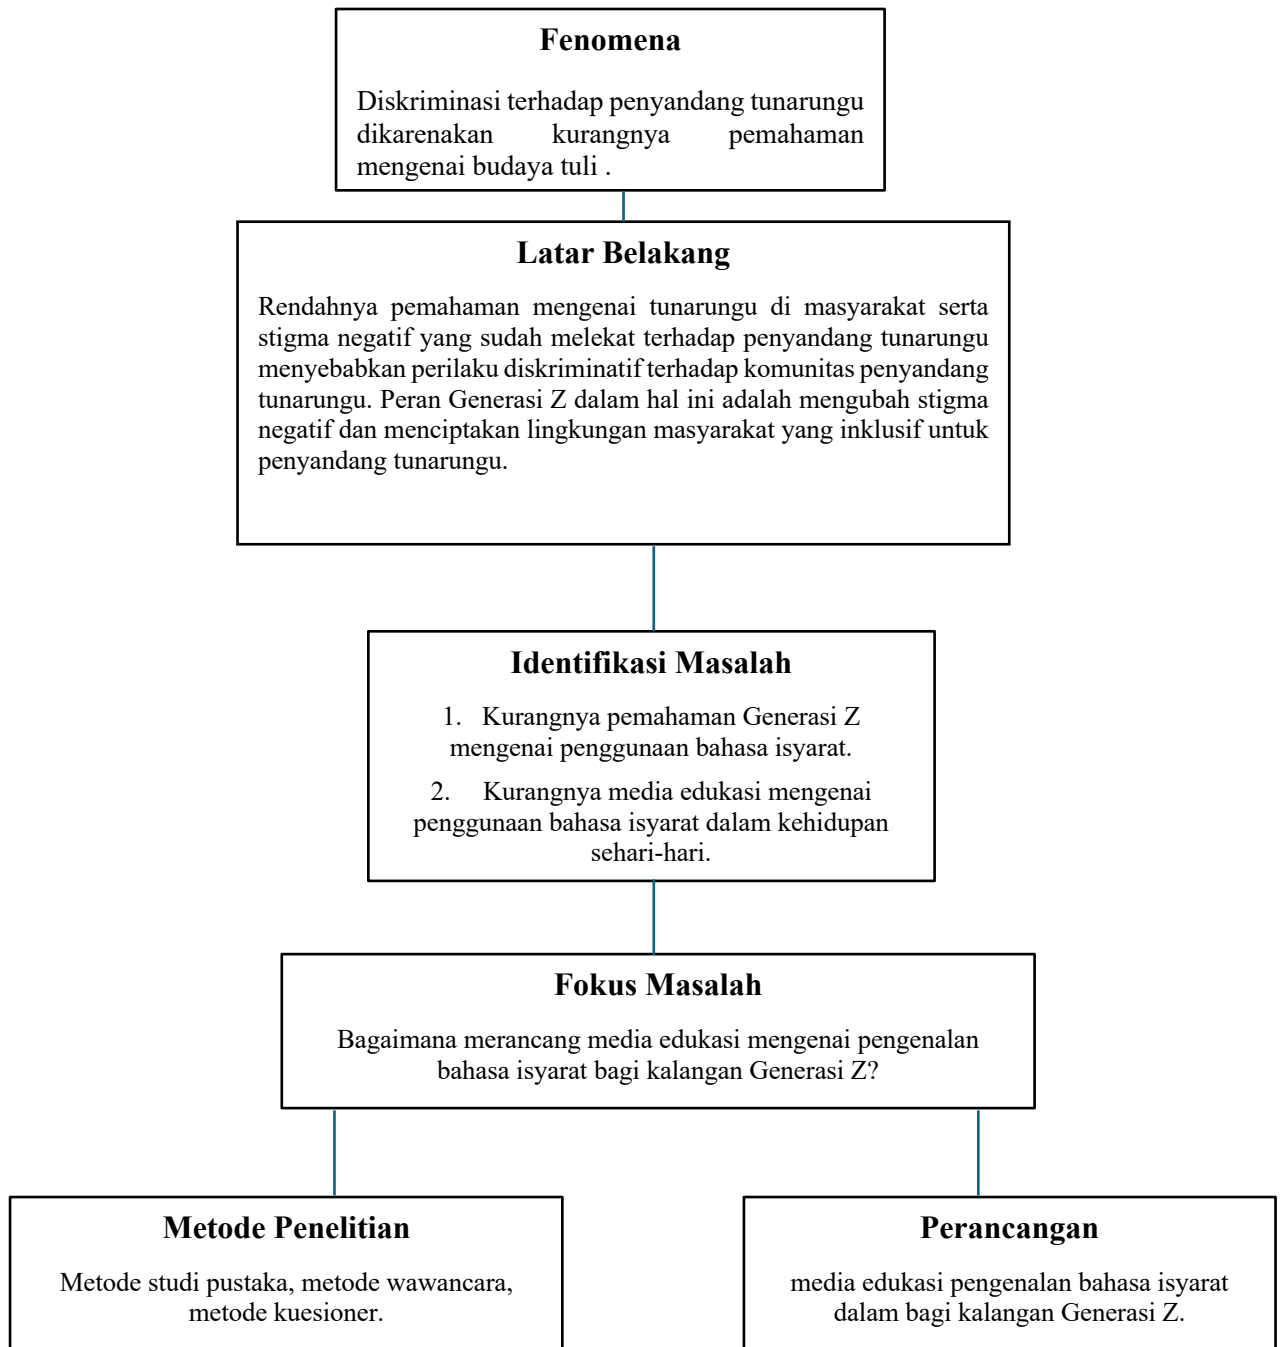 Fenomena
Diskriminasi terhadap penyandang tunarungu
dikarenakan kurangnya pemahaman
mengenai budaya tuli .
Latar Belakang
Rendahnya pemahaman mengenai tunarungu di masyarakat serta
stigma negatif yang sudah melekat terhadap penyandang tunarungu
menyebabkan perilaku diskriminatif terhadap komunitas penyandang
tunarungu. Peran Generasi Z dalam hal ini adalah mengubah stigma
negatif dan menciptakan lingkungan masyarakat yang inklusif untuk
penyandang tunarungu.
Identifikasi Masalah
1. Kurangnya pemahaman Generasi Z
mengenai penggunaan bahasa isyarat.
2. Kurangnya media edukasi mengenai
penggunaan bahasa isyarat dalam kehidupan
sehari-hari.
Fokus Masalah
Bagaimana merancang media edukasi mengenai pengenalan
bahasa isyarat bagi kalangan Generasi Z?
Metode Penelitian
Metode studi pustaka, metode wawancara,
metode kuesioner.
Perancangan
media edukasi pengenalan bahasa isyarat
dalam bagi kalangan Generasi Z.